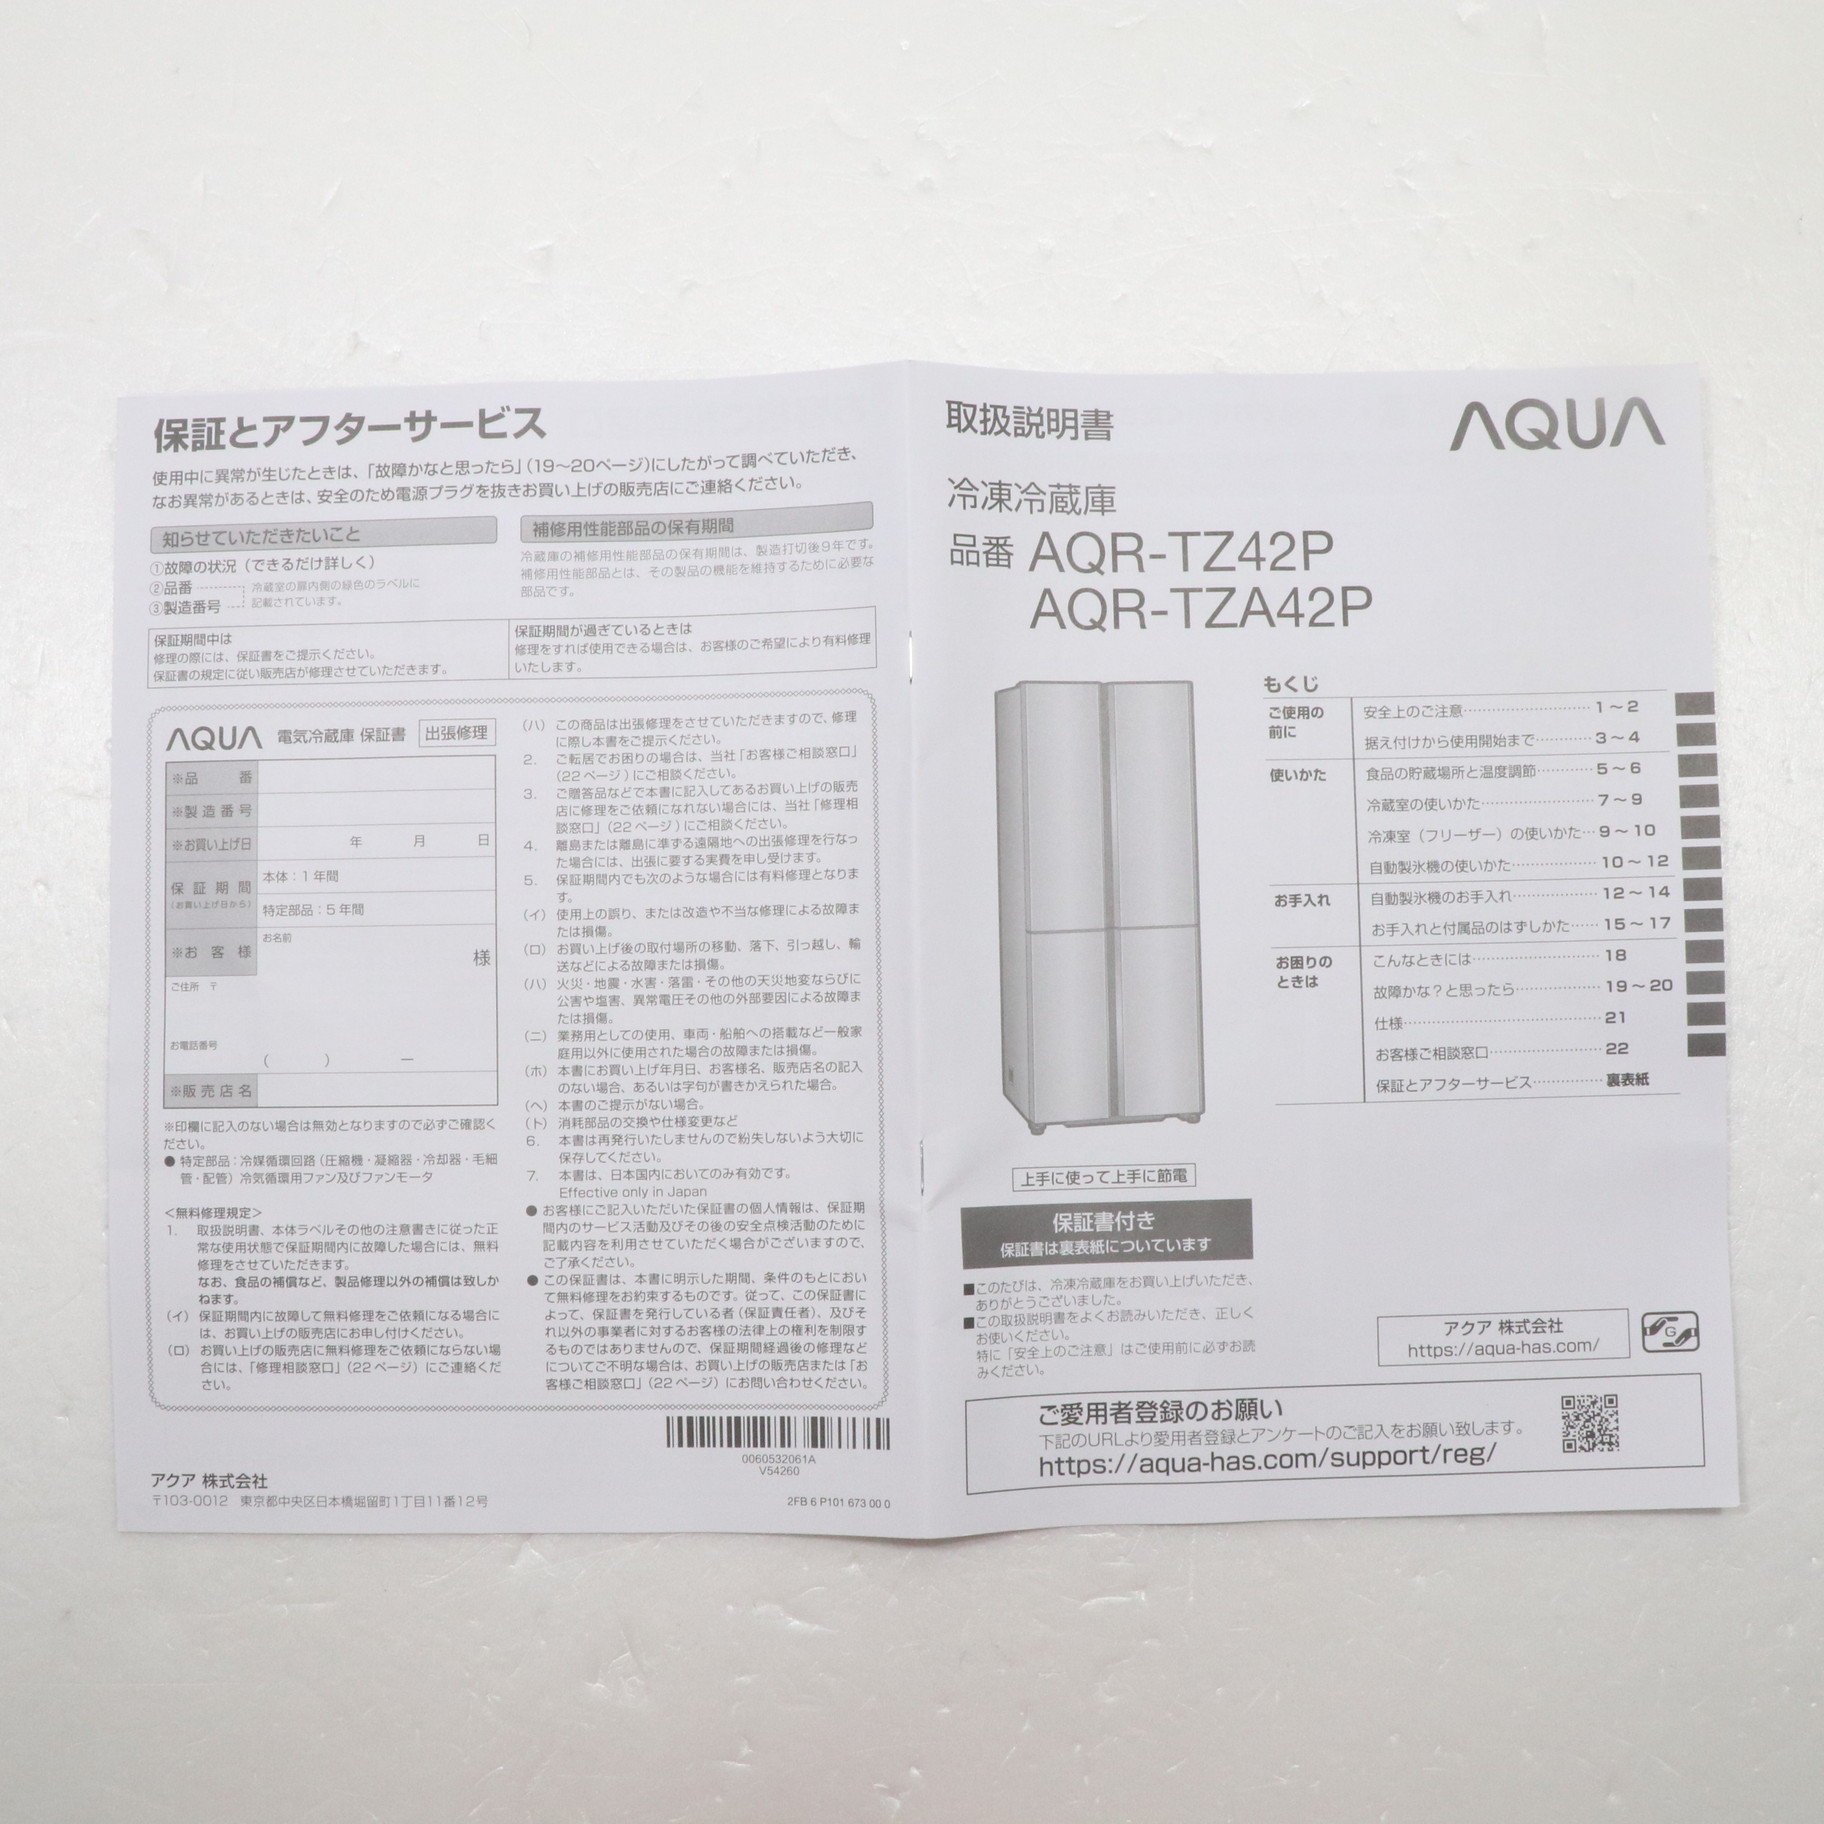 保証とアフターサービス
使用中に異常が生じたときは、「故障かなと思ったら」(19～20ページ)にしたがって調べていただき、
なお異常があるときは、安全のため電源プラグを抜きお買い上げの販売店にご連絡ください。
知らせていただきたいこと
①故障の状況（できるだけ詳しく）
②品番
③製造番号
冷蔵室の扉内側の緑色のラベルに
記載されています。
補修用性能部品の保有期間
冷蔵庫の補修用性能部品の保有期間は、製造打切後9年です。
補修用性能部品とは、その製品の機能を維持するために必要な
部品です。
保証期間中は
修理の際には、保証書をご提示ください。
保証書の規定に従い販売店が修理させていただきます。
保証期間が過ぎているときは
修理をすれば使用できる場合は、お客様のご希望により有料修理
いたします。
AQUA 電気冷蔵庫 保証書 出張修理
※品番
※製造番号
※お買い上げ日 年 月 日
保証期間
（お買い上げ日から）
本体：1年間
特定部品：5年間
※お客様
お名前
様
ご住所 〒
お電話番号
( ) ー
※販売店名
※印欄に記入のない場合は無効となりますので必ずご確認く
ださい。
● 特定部品：冷媒循環回路（圧縮機・凝縮器・冷却器・毛細
管・配管）冷気循環用ファン及びファンモータ
＜無料修理規定＞
1. 取扱説明書、本体ラベルその他の注意書きに従った正
常な使用状態で保証期間内に故障した場合には、無料
修理をさせていただきます。
なお、食品の補償など、製品修理以外の補償は致しか
ねます。
（イ） 保証期間内に故障して無料修理をご依頼になる場合に
は、お買い上げの販売店にお申し付けください。
（ロ） お買い上げの販売店に無料修理をご依頼にならない場
合には、「修理相談窓口」(22ページ）にご連絡くだ
さい。
（ハ） この商品は出張修理をさせていただきますので、修理
に際し本書をご提示ください。
2. ご転居でお困りの場合は、当社「お客様ご相談窓口」
(22ページ)にご相談ください。
3. ご贈答品などで本書に記入してあるお買い上げの販売
店に修理をご依頼になれない場合には、当社「修理相
談窓口」(22ページ)にご相談ください。
4. 離島または離島に準ずる遠隔地への出張修理を行なっ
た場合には、出張に要する実費を申し受けます。
5. 保証期間内でも次のような場合には有料修理となりま
す。
（イ） 使用上の誤り、または改造や不当な修理による故障ま
たは損傷。
（ロ） お買い上げ後の取付場所の移動、落下、引っ越し、輸
送などによる故障または損傷。
（ハ） 火災・地震・水害・落雷・その他の天災地変ならびに
公害や塩害、異常電圧その他の外部要因による故障ま
たは損傷。
（ニ） 業務用としての使用、車両・船舶への搭載など一般家
庭用以外に使用された場合の故障または損傷。
（ホ） 本書にお買い上げ年月日、お客様名、販売店名の記入
のない場合、あるいは字句が書きかえられた場合。
（ヘ） 本書のご提示がない場合。
（ト） 消耗部品の交換や仕様変更など
6. 本書は再発行いたしませんので紛失しないよう大切に
保存してください。
7. 本書は、日本国内においてのみ有効です。
Effective only in Japan
● お客様にご記入いただいた保証書の個人情報は、保証期
間内のサービス活動及びその後の安全点検活動のために
記載内容を利用させていただく場合がございますので、
ご了承ください。
● この保証書は、本書に明示した期間、条件のもとにおい
て無料修理をお約束するものです。従って、この保証書に
よって、保証書を発行している者（保証責任者）、及びそ
れ以外の事業者に対するお客様の法律上の権利を制限す
るものではありませんので、保証期間経過後の修理など
についてご不明な場合は、お買い上げの販売店または「お
客様ご相談窓口」(22ページ）にお問い合わせください。
0060532061A
V54260
アクア 株式会社
〒103-0012 東京都中央区日本橋堀留町1丁目11番12号
2FB 6 P101 673 00 0
取扱説明書
AQUA
冷凍冷蔵庫
品番 AQR-TZ42P
AQR-TZA42P
もくじ
ご使用の
前に
安全上のご注意 1～2
据え付けから使用開始まで 3～4
使いかた
食品の貯蔵場所と温度調節 5～6
冷蔵室の使いかた 7～9
冷凍室（フリーザー）の使いかた 9～10
自動製氷機の使いかた 10～12
お手入れ
自動製氷機のお手入れ 12～14
お手入れと付属品のはずしかた 15～17
お困りの
ときは
こんなときには 18
故障かな？と思ったら 19～20
仕様 21
お客様ご相談窓口 22
保証とアフターサービス 裏表紙
上手に使って上手に節電
保証書付き
保証書は裏表紙についています
■このたびは、冷凍冷蔵庫をお買い上げいただき、
ありがとうございました。
■この取扱説明書をよくお読みいただき、正しく
お使いください。
特に「安全上のご注意」はご使用前に必ずお読
みください。
アクア 株式会社
https://aqua-has.com/
G
ご愛用者登録のお願い
下記のURLより愛用者登録とアンケートのご記入をお願い致します。
https://aqua-has.com/support/reg/